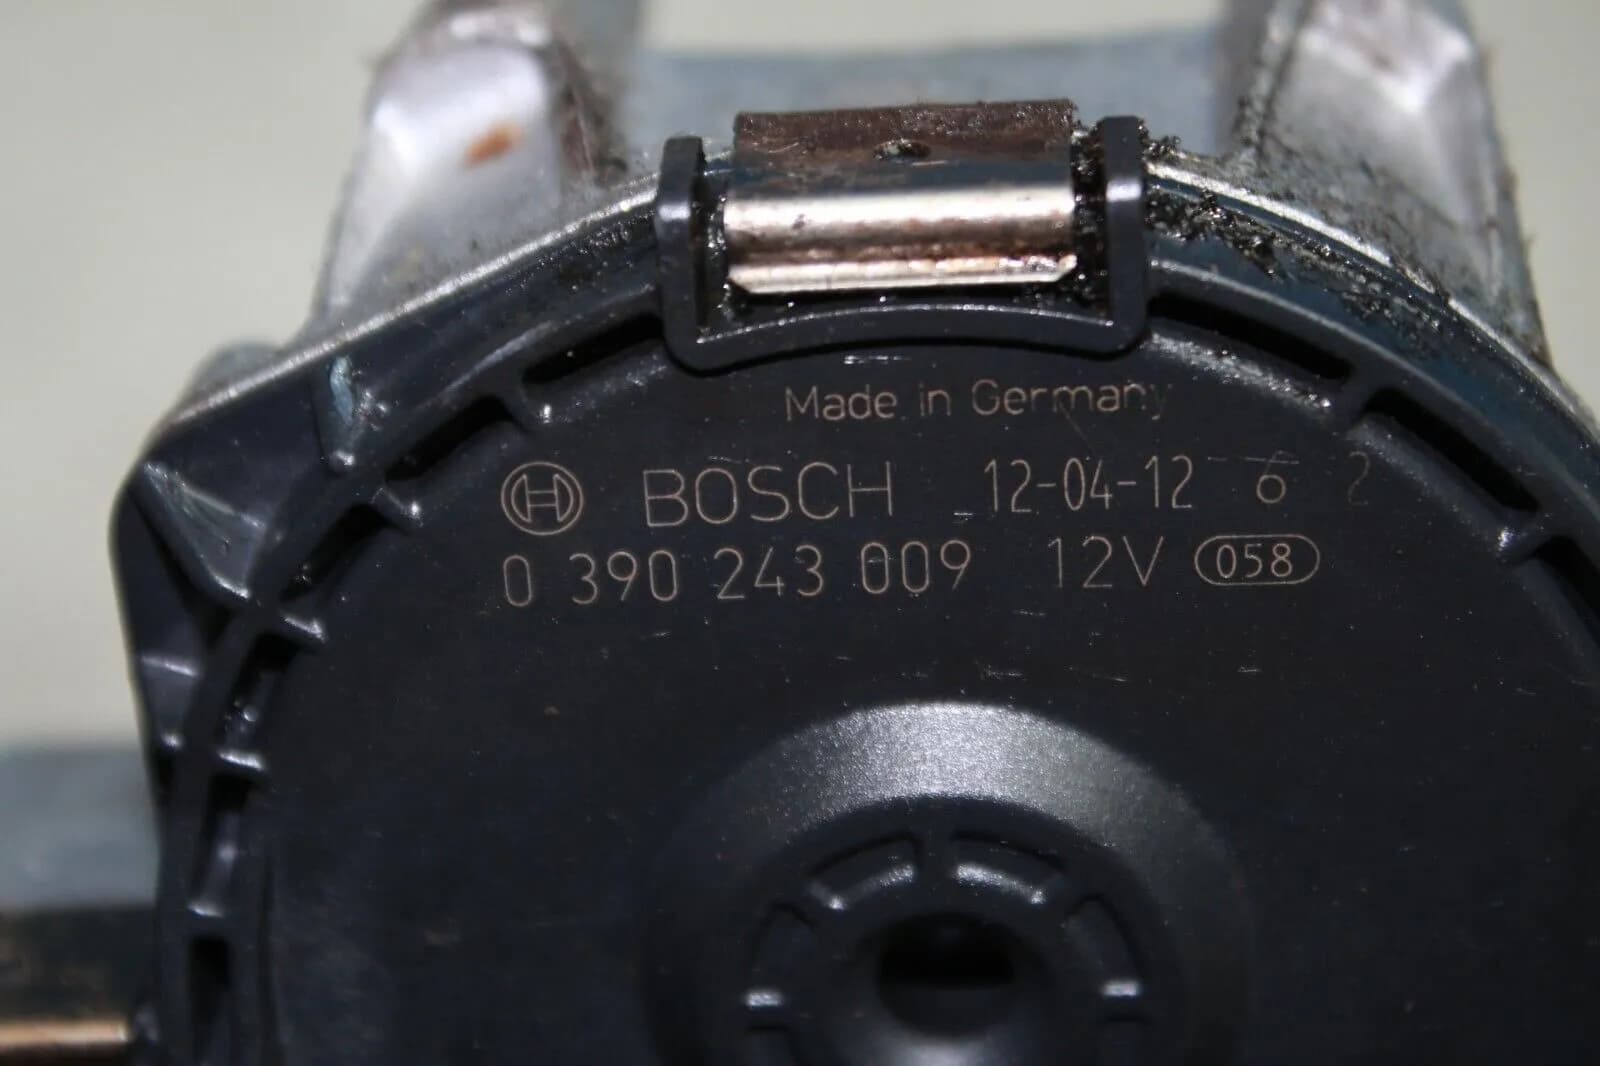 Made in Germany
BOSCH 12-04-12 6 2
0 390 243 009 12V 058